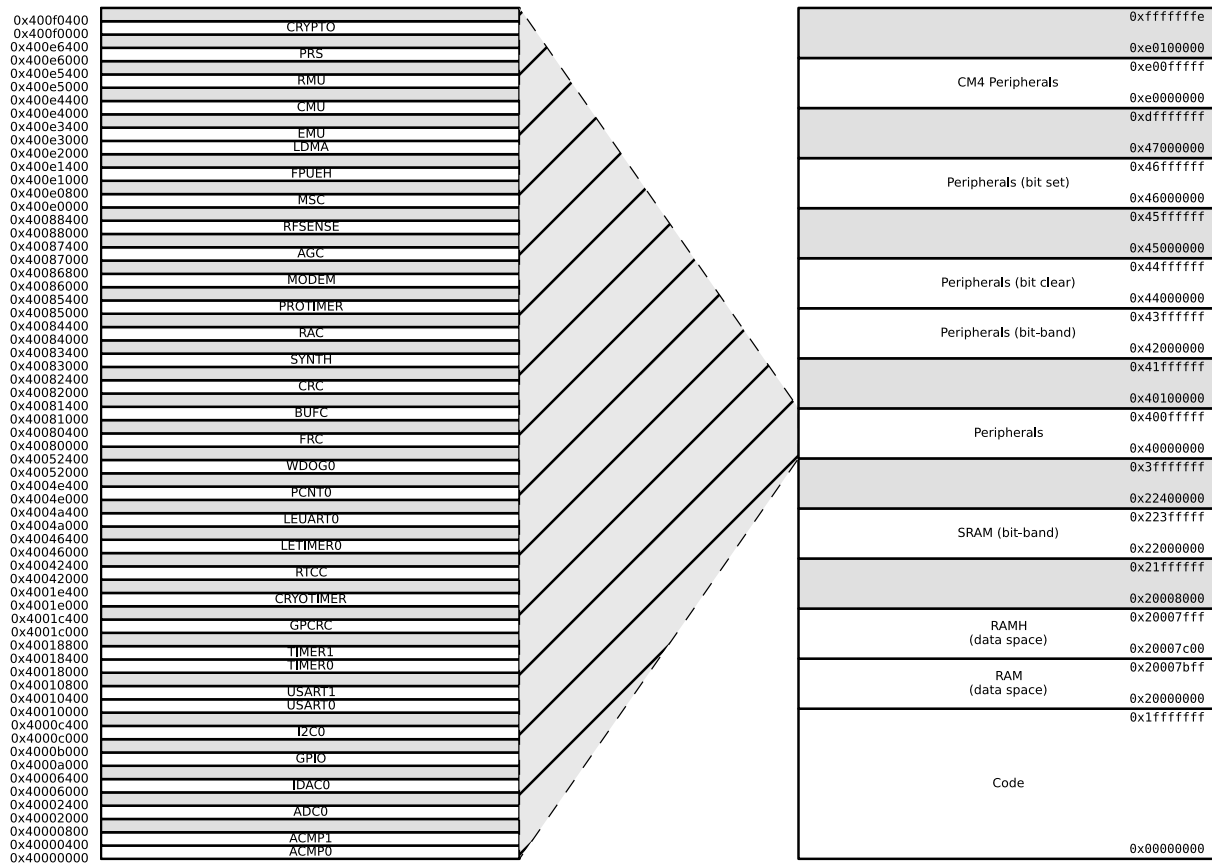 0x400f0400
CRYPTO
0x400f0000
0x400e6400
PRS
0x400e6000
0x400e5400
RMU
0x400e5000
0x400e4400
CMU
0x400e4000
0x400e3400
EMU
0x400e3000
LDMA
0x400e2000
0x400e1400
FPUEH
0x400e1000
0x400e0800
MSC
0x400e0000
0x40088400
RFSENSE
0x40088000
0x40087400
AGC
0x40087000
0x40086800
MODEM
0x40086000
0x40085400
PROTIMER
0x40085000
0x40084400
RAC
0x40084000
0x40083400
SYNTH
0x40083000
0x40082400
CRC
0x40082000
0x40081400
BUFC
0x40081000
0x40080400
FRC
0x40080000
0x40052400
WDOG0
0x40052000
0x4004e400
PCNT0
0x4004e000
0x4004a400
LEUART0
0x4004a000
0x40046400
LETIMER0
0x40046000
0x40042400
RTCC
0x40042000
0x4001e400
CRYOTIMER
0x4001e000
0x4001c400
GPCRC
0x4001c000
0x40018800
TIMER1
0x40018400
TIMER0
0x40018000
0x40010800
USART1
0x40010400
USART0
0x40010000
0x4000c400
I2C0
0x4000c000
0x4000b000
GPIO
0x4000a000
0x40006400
IDAC0
0x40006000
0x40002400
ADC0
0x40002000
0x40000800
ACMP1
0x40000400
ACMP0
0x40000000
0xfffffffe
0xe0100000
0xe00fffff
CM4 Peripherals
0xe0000000
0xdfffffff
0x47000000
0x46ffffff
Peripherals (bit set)
0x46000000
0x45ffffff
0x45000000
0x44ffffff
Peripherals (bit clear)
0x44000000
0x43ffffff
Peripherals (bit-band)
0x42000000
0x41ffffff
0x40100000
0x400fffff
Peripherals
0x40000000
0x3fffffff
0x22400000
0x223fffff
SRAM (bit-band)
0x22000000
0x21ffffff
0x20008000
0x20007fff
RAMH
(data space)
0x20007c00
0x20007bff
RAM
(data space)
0x20000000
0x1fffffff
Code
0x00000000